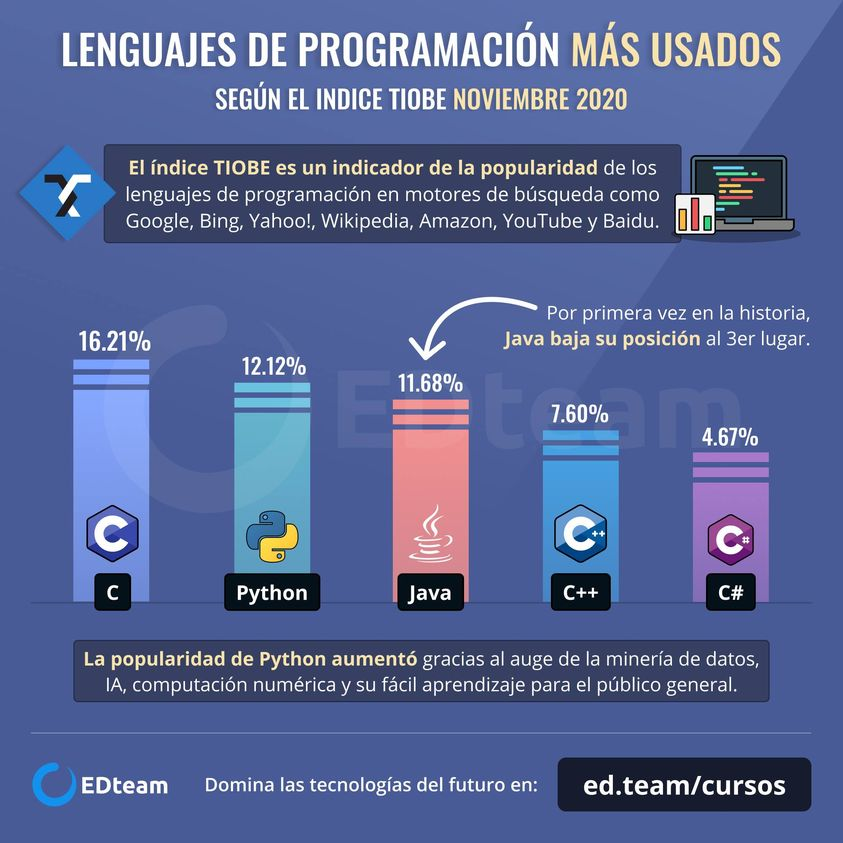 LENGUAJES DE PROGRAMACIÓN MÁS USADOS
SEGÚN EL INDICE TIOBE NOVIEMBRE 2020
El índice TIOBE es un indicador de la popularidad de los
lenguajes de programación en motores de búsqueda como
Google, Bing, Yahoo!, Wikipedia, Amazon, YouTube y Baidu.
Por primera vez en la historia,
Java baja su posición al 3er lugar.
16.21%
12.12%
11.68%
7.60%
4.67%
EDteam
C
C++
C#
C
Python
Java
C++
C#
La popularidad de Python aumentó gracias al auge de la minería de datos,
IA, computación numérica y su fácil aprendizaje para el público general.
EDteam
Domina las tecnologías del futuro en:
ed.team/cursos